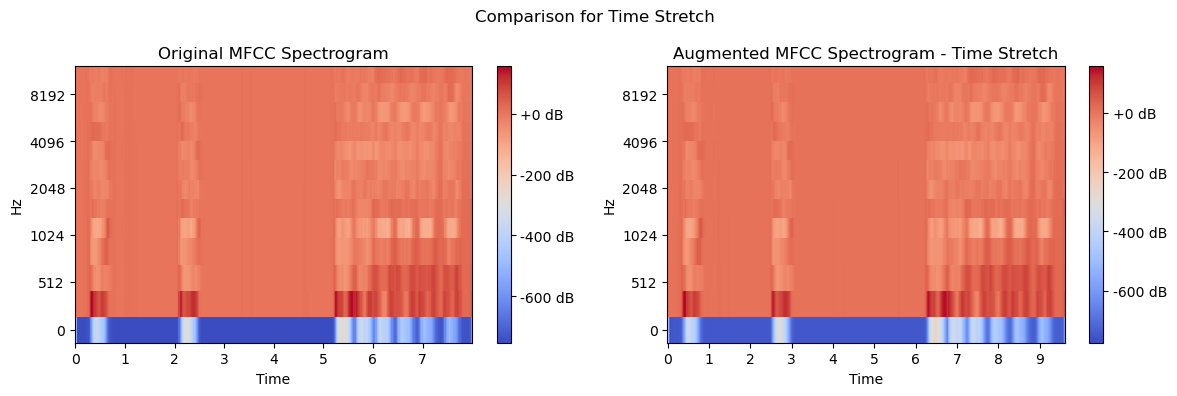 Comparison for Time Stretch
Original MFCC Spectrogram
8192
4096
2048
1024
512
0
Hz
0 1 2 3 4 5 6 7
Time
+0 dB
-200 dB
-400 dB
-600 dB
Augmented MFCC Spectrogram - Time Stretch
8192
4096
2048
1024
512
0
Hz
0 1 2 3 4 5 6 7 8 9
Time
+0 dB
-200 dB
-400 dB
-600 dB